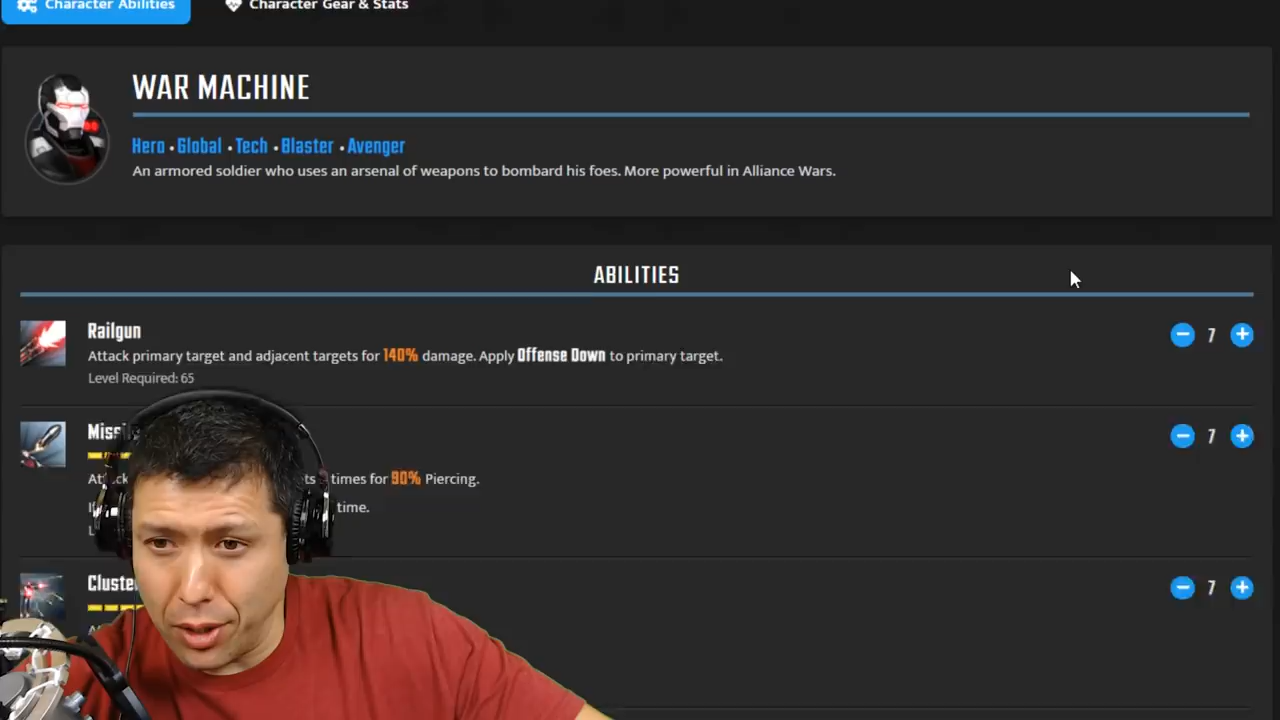 Character Abilities
Character Gear & Stats
WAR MACHINE
Hero • Global • Tech • Blaster • Avenger
An armored soldier who uses an arsenal of weapons to bombard his foes. More powerful in Alliance Wars.
ABILITIES
Railgun
7
Attack primary target and adjacent targets for 140% damage. Apply Offense Down to primary target.
Level Required: 65
7
times for 90% Piercing.
time.
7